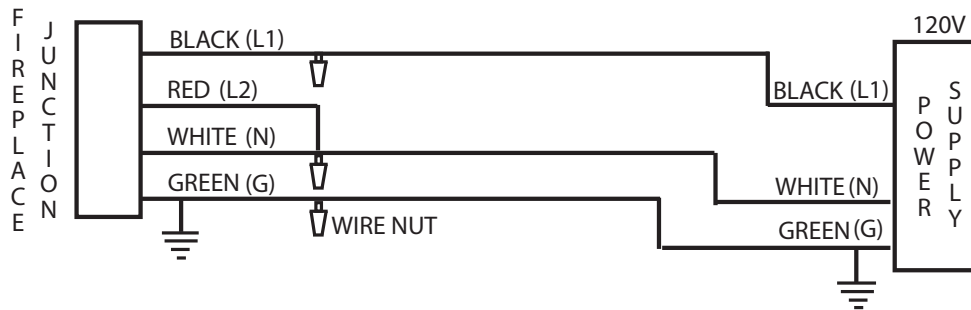 FIREPLACE
JUNCTION
BLACK (L1)
RED (L2)
WHITE (N)
GREEN (G)
WIRE NUT
120V
BLACK (L1)
WHITE (N)
GREEN (G)
POWER
SUPPLY